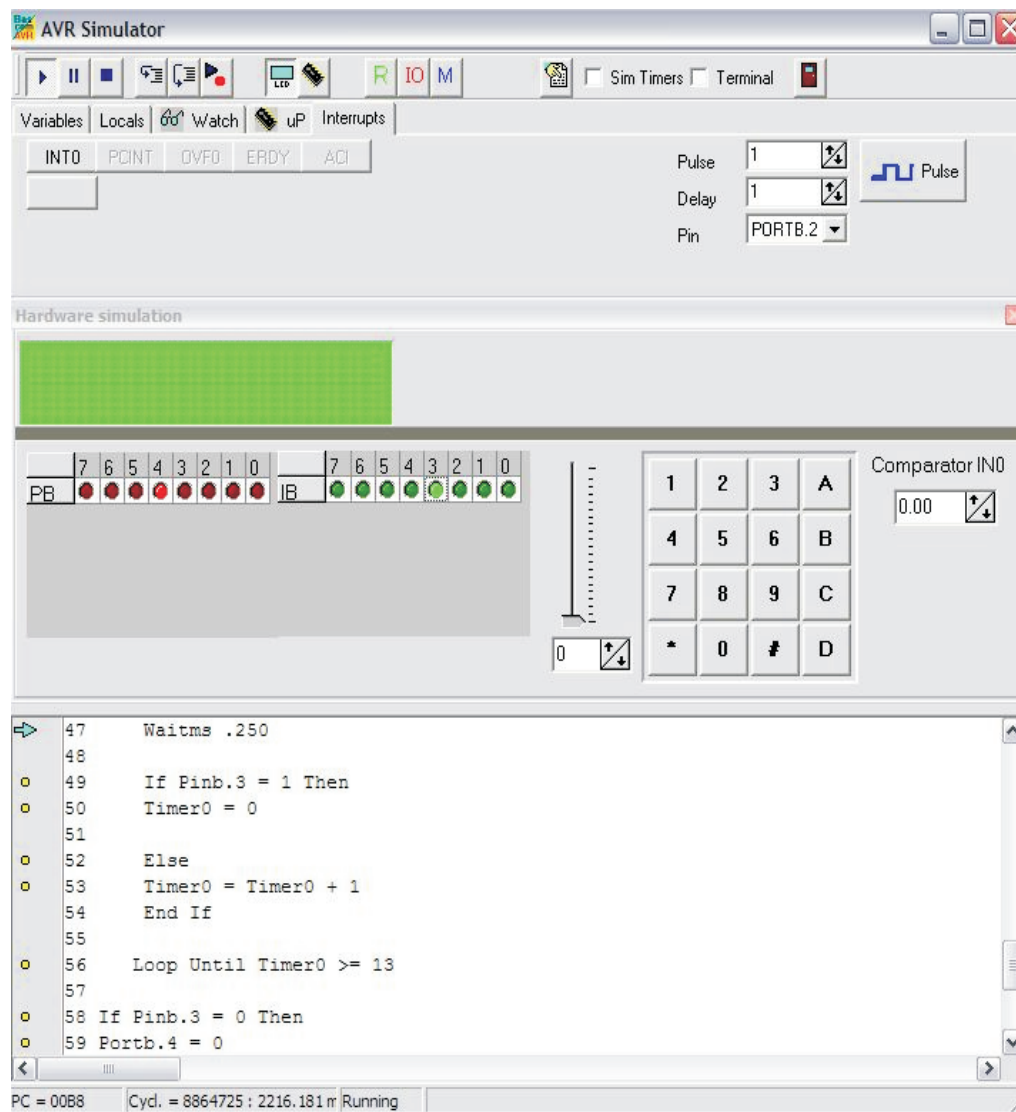 AVR Simulator
LCD R IO M Sim Timers Terminal
Variables Locals Watch uP Interrupts
INT0 PCINT OVF0 ERDY ACI
Pulse 1 Pulse
Delay 1
Pin PORTB.2
Hardware simulation
7 6 5 4 3 2 1 0 7 6 5 4 3 2 1 0
PB IB
Comparator IN0
0.00
1 2 3 A
4 5 6 B
7 8 9 C
* 0 # D
0
47 Waitms .250
48
49 If Pinb.3 = 1 Then
50 Timer0 = 0
51
52 Else
53 Timer0 = Timer0 + 1
54 End If
55
56 Loop Until Timer0 >= 13
57
58 If Pinb.3 = 0 Then
59 Portb.4 = 0
PC = 00B8 Cycl. = 8864725 : 2216.181 m Running